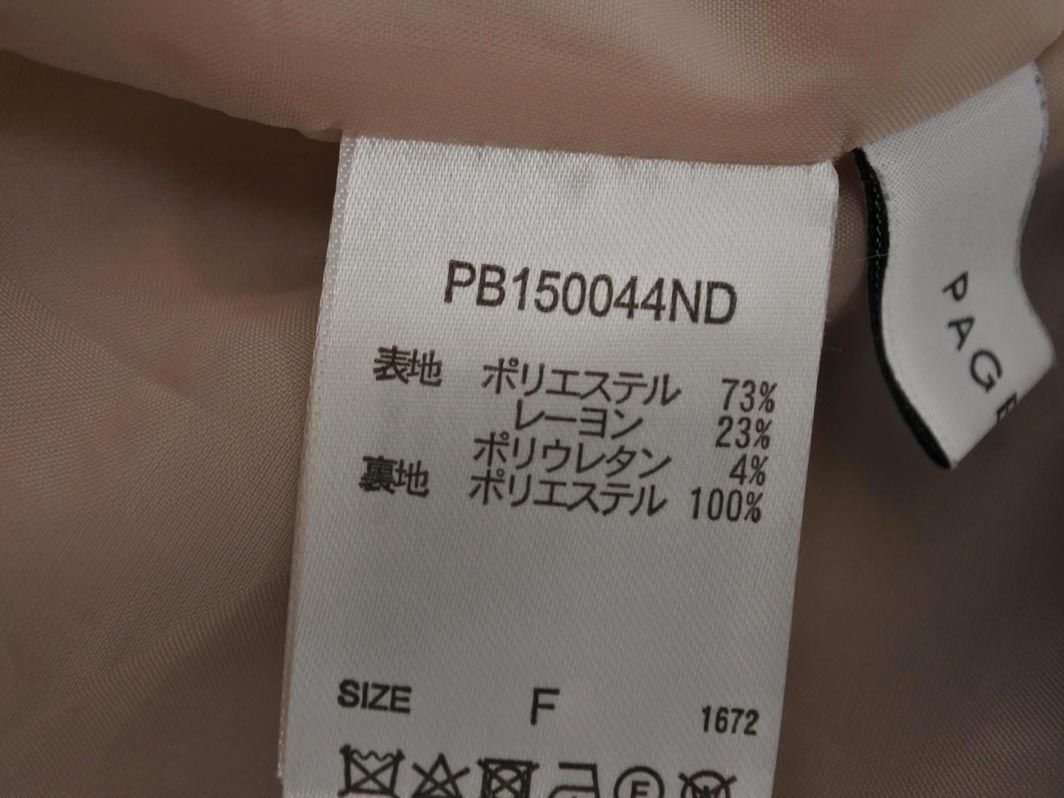 PB150044ND
表地 ポリエステル 73%
レーヨン 23%
ポリウレタン 4%
裏地 ポリエステル 100%
SIZE F 1672
PAGE